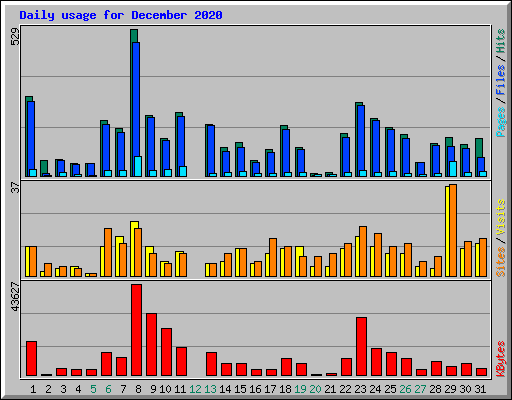 Daily usage for December 2020
529
Pages / Files / Hits
37
Sites / Visits
43627
KBytes
1 2 3 4 5 6 7 8 9 10 11 12 13 14 15 16 17 18 19 20 21 22 23 24 25 26 27 28 29 30 31